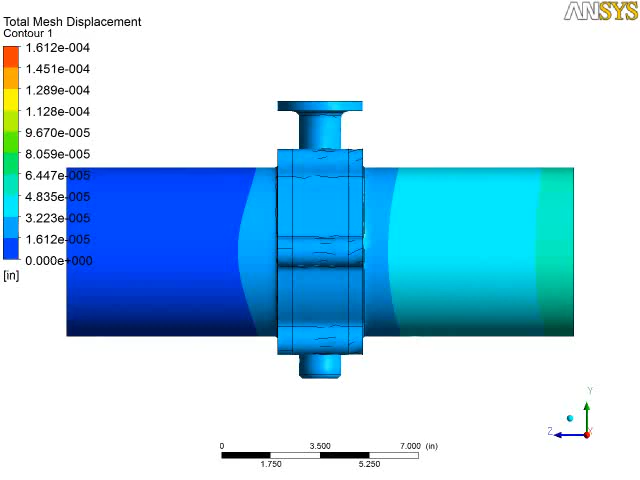 ANSYS
Total Mesh Displacement
Contour 1
1.612e-004
1.451e-004
1.289e-004
1.128e-004
9.670e-005
8.059e-005
6.447e-005
4.835e-005
3.223e-005
1.612e-005
0.000e+000
[in]
Y
Z
X
0 3.500 7.000 (in)
1.750 5.250